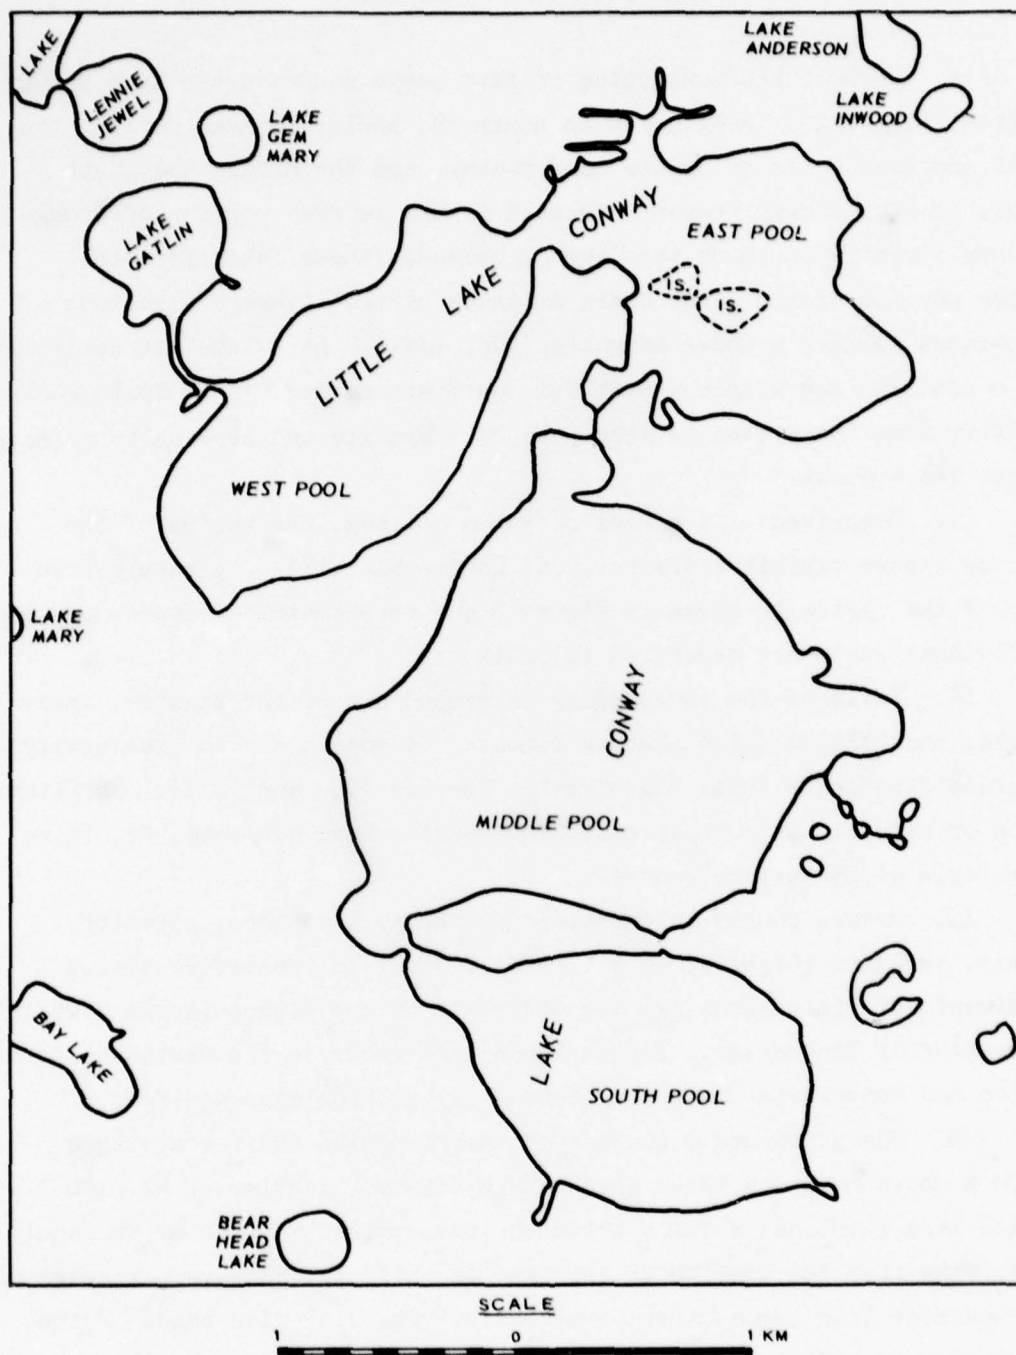 LAKE
LENNIE
JEWEL
LAKE
GEM
MARY
LAKE
ANDERSON
LAKE
INWOOD
LAKE
GATLIN
LITTLE LAKE CONWAY
EAST POOL
IS.
IS.
WEST POOL
LAKE
MARY
CONWAY
MIDDLE POOL
LAKE
SOUTH POOL
BAY LAKE
BEAR
HEAD
LAKE
SCALE
1 0 1 KM